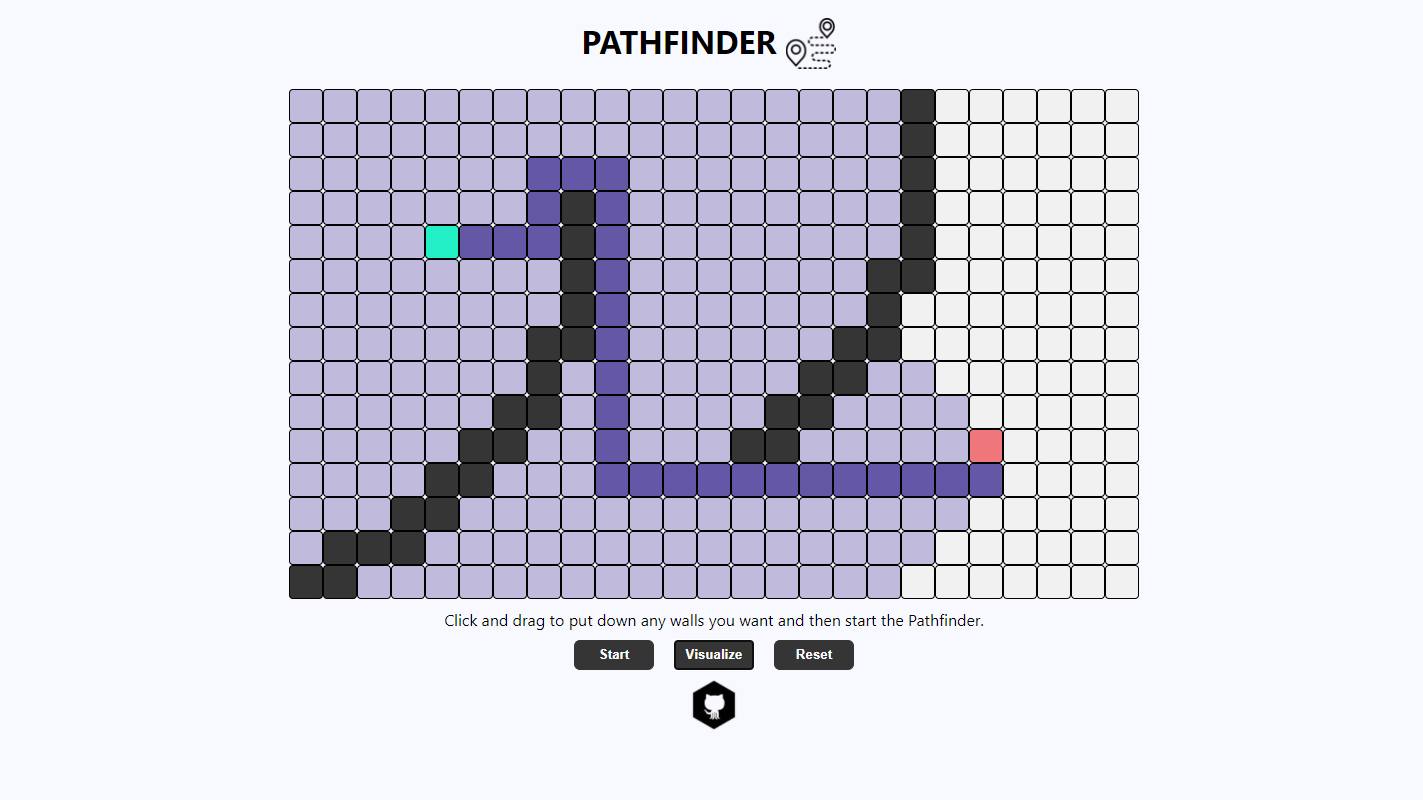 PATHFINDER
Click and drag to put down any walls you want and then start the Pathfinder.
Start
Visualize
Reset